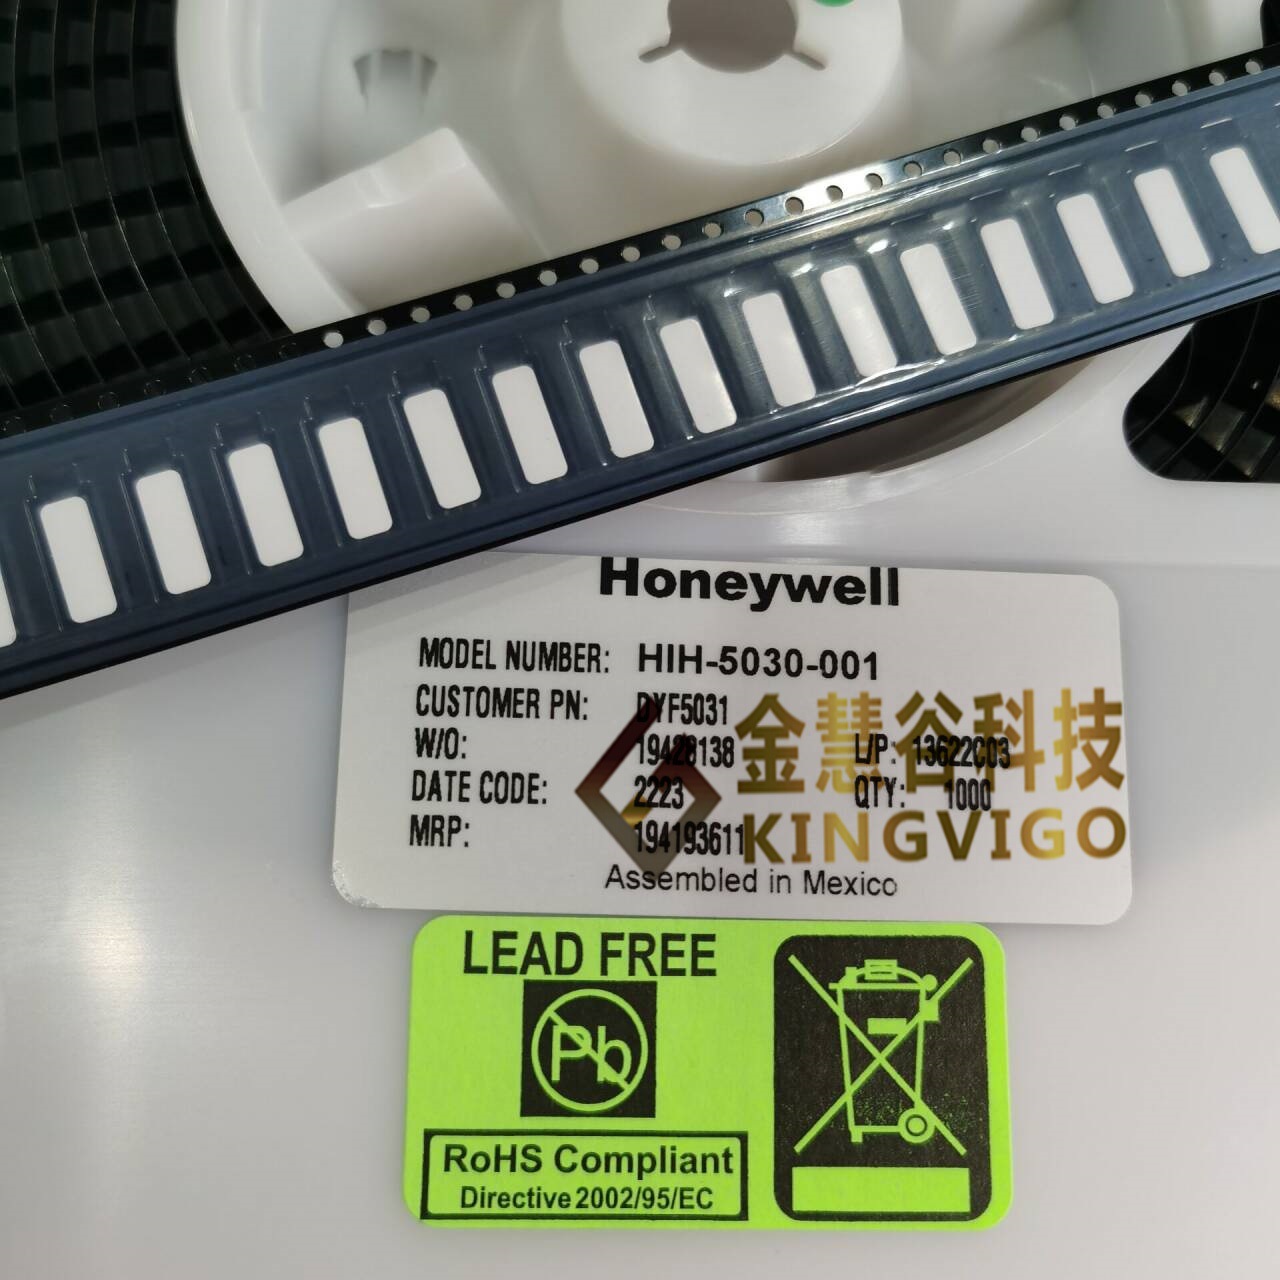 Honeywell
MODEL NUMBER: HIH-5030-001
CUSTOMER PN: DYF5031
W/O: 19428138 L/P: 13622C03
DATE CODE: 2223 QTY: 1000
MRP: 194193611
Assembled in Mexico
金慧谷科技
KINGVIGO
LEAD FREE
Pb
RoHS Compliant
Directive 2002/95/EC